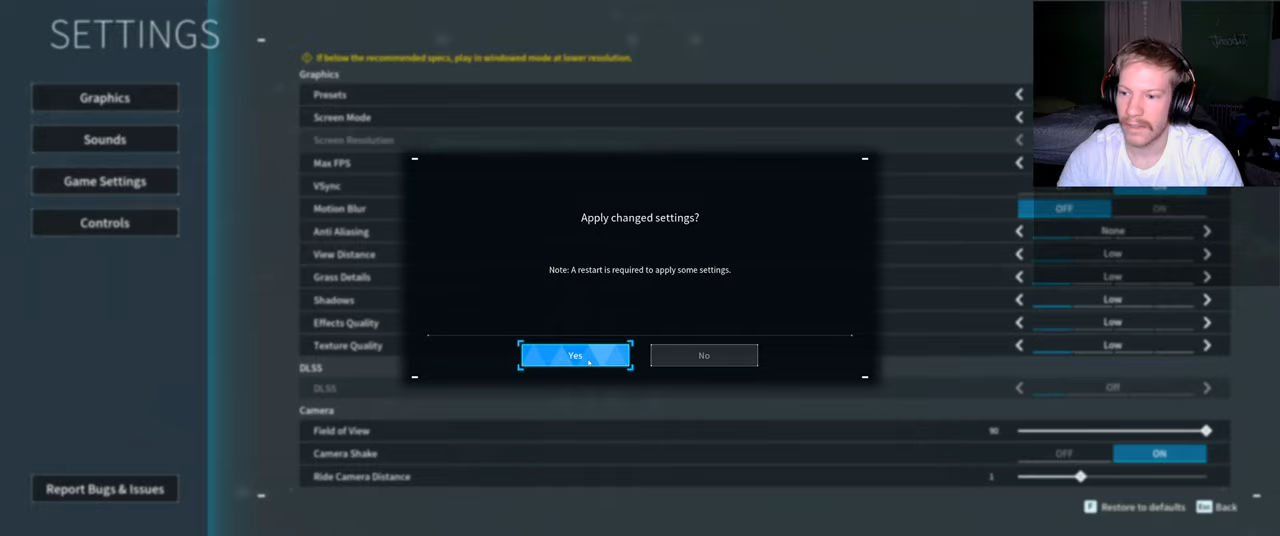 SETTINGS
If below the recommended specs, play in windowed mode at lower resolution.
Graphics
Graphics
Presets
Screen Mode
Sounds
Screen Resolution
Max FPS
Game Settings
VSync
ON
Motion Blur
OFF
ON
Controls
Anti Aliasing
None
View Distance
Low
Grass Details
Low
Shadows
Low
Effects Quality
Low
Texture Quality
Low
Apply changed settings?
Note: A restart is required to apply some settings.
Yes
No
DLSS
DLSS
Off
Camera
Field of View
90
Camera Shake
OFF
ON
Ride Camera Distance
1
Report Bugs & Issues
F
Restore to defaults
Esc
Back